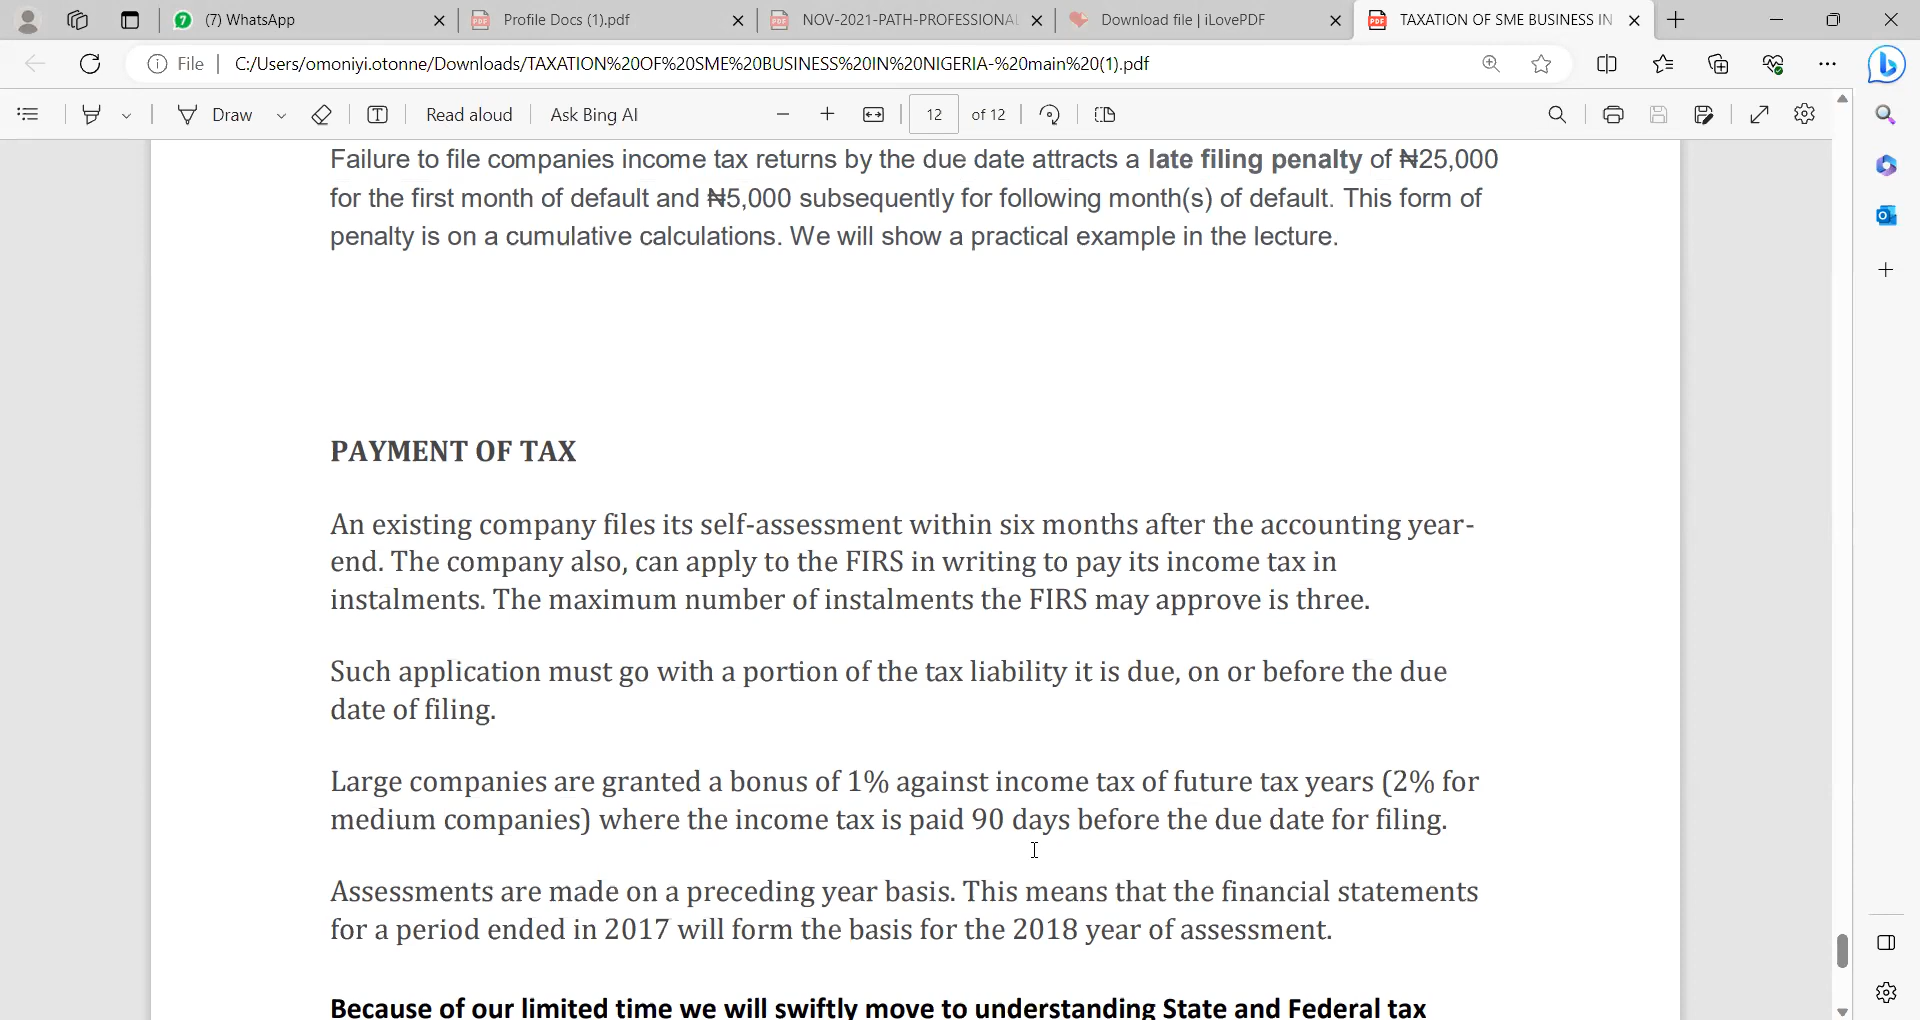 (7) WhatsApp
Profile Docs (1).pdf
NOV-2021-PATH-PROFESSIONAL
Download file | iLovePDF
TAXATION OF SME BUSINESS IN
File
C:/Users/omoniyi.otonne/Downloads/TAXATION%20OF%20SME%20BUSINESS%20IN%20NIGERIA-%20main%20(1).pdf
Draw
Read aloud
Ask Bing AI
12 of 12
Failure to file companies income tax returns by the due date attracts a late filing penalty of ₦25,000
for the first month of default and ₦5,000 subsequently for following month(s) of default. This form of
penalty is on a cumulative calculations. We will show a practical example in the lecture.
PAYMENT OF TAX
An existing company files its self-assessment within six months after the accounting year-
end. The company also, can apply to the FIRS in writing to pay its income tax in
instalments. The maximum number of instalments the FIRS may approve is three.
Such application must go with a portion of the tax liability it is due, on or before the due
date of filing.
Large companies are granted a bonus of 1% against income tax of future tax years (2% for
medium companies) where the income tax is paid 90 days before the due date for filing.
Assessments are made on a preceding year basis. This means that the financial statements
for a period ended in 2017 will form the basis for the 2018 year of assessment.
Because of our limited time we will swiftly move to understanding State and Federal tax